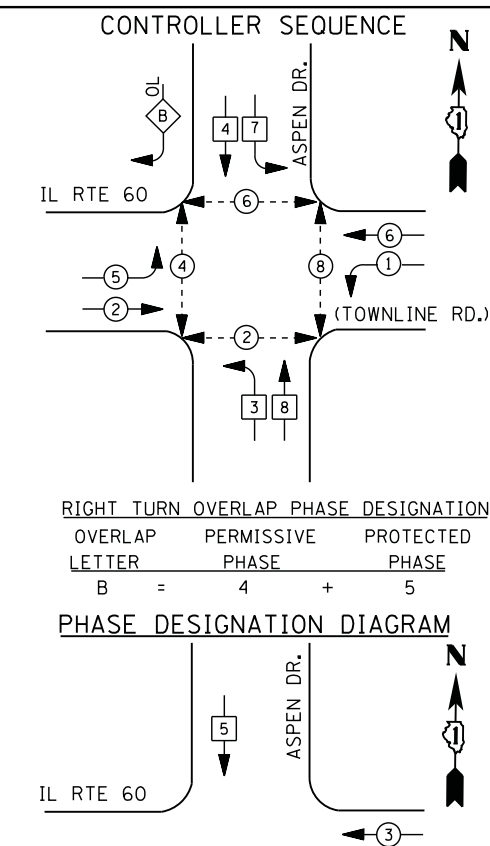 CONTROLLER SEQUENCE
N
OL
B
4
7
ASPEN DR.
1
IL RTE 60
6
6
5
4
8
1
2
(TOWNLINE RD.)
2
3
8
RIGHT TURN OVERLAP PHASE DESIGNATION
OVERLAP PERMISSIVE PROTECTED
LETTER PHASE PHASE
B = 4 + 5
PHASE DESIGNATION DIAGRAM
N
ASPEN DR.
5
1
IL RTE 60
3